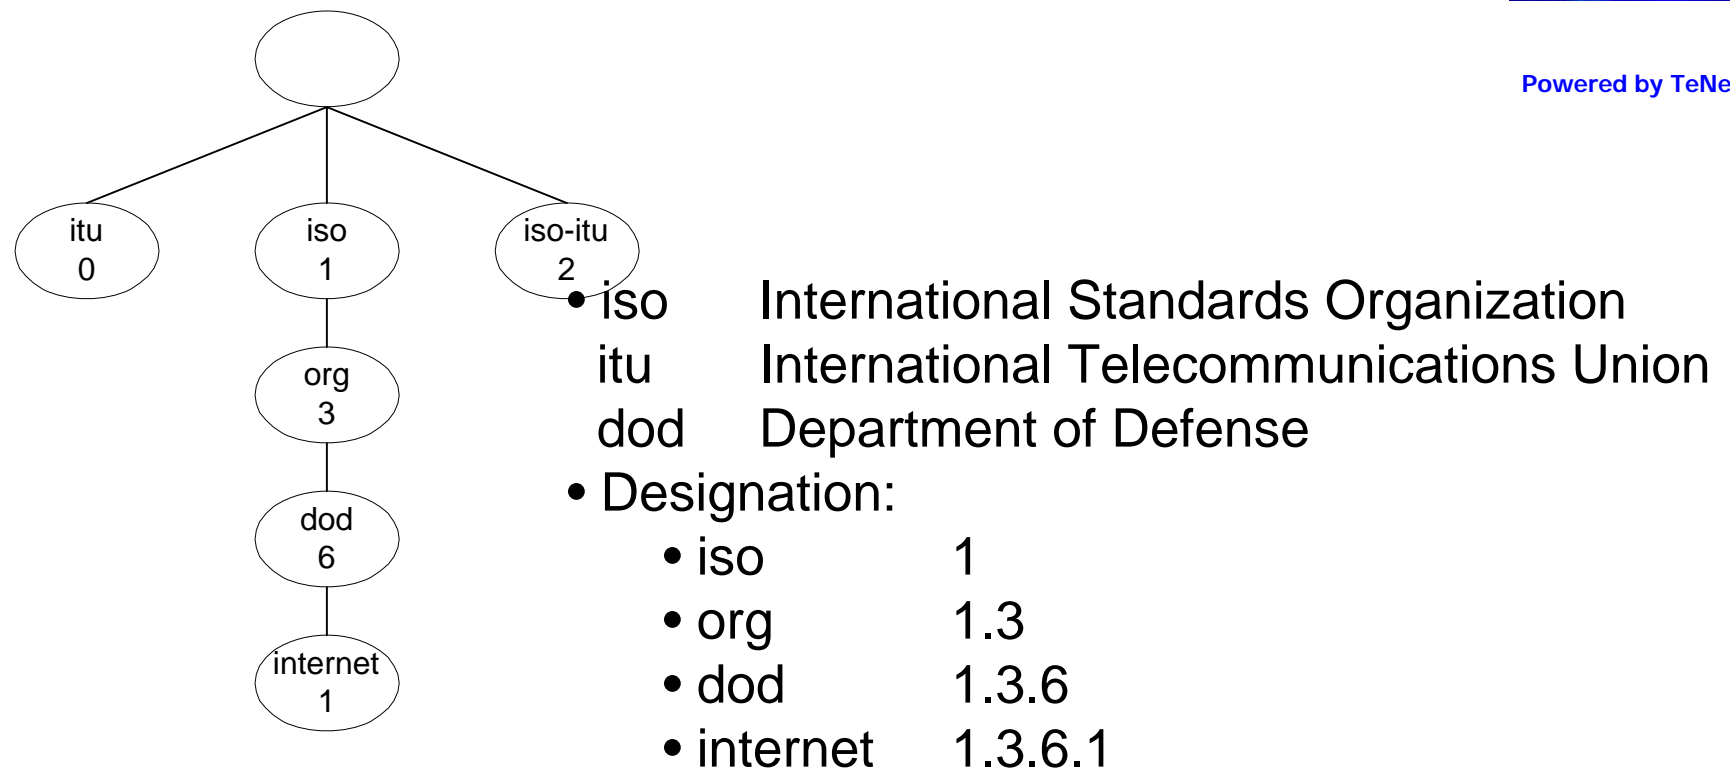 Powered by TeNe
itu
0
iso
1
iso-itu
2
org
3
dod
6
internet
1
• iso International Standards Organization
itu International Telecommunications Union
dod Department of Defense
• Designation:
• iso 1
• org 1.3
• dod 1.3.6
• internet 1.3.6.1